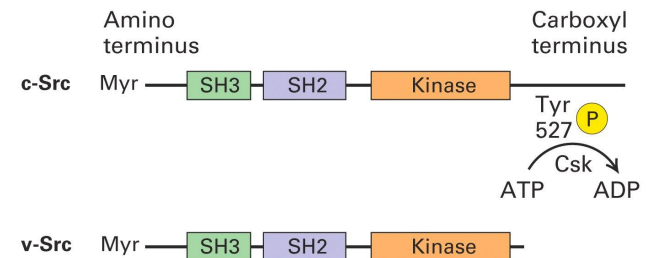 Amino
terminus
Carboxyl
terminus
c-Src Myr SH3 SH2 Kinase
Tyr
527 P
Csk
ATP ADP
v-Src Myr SH3 SH2 Kinase